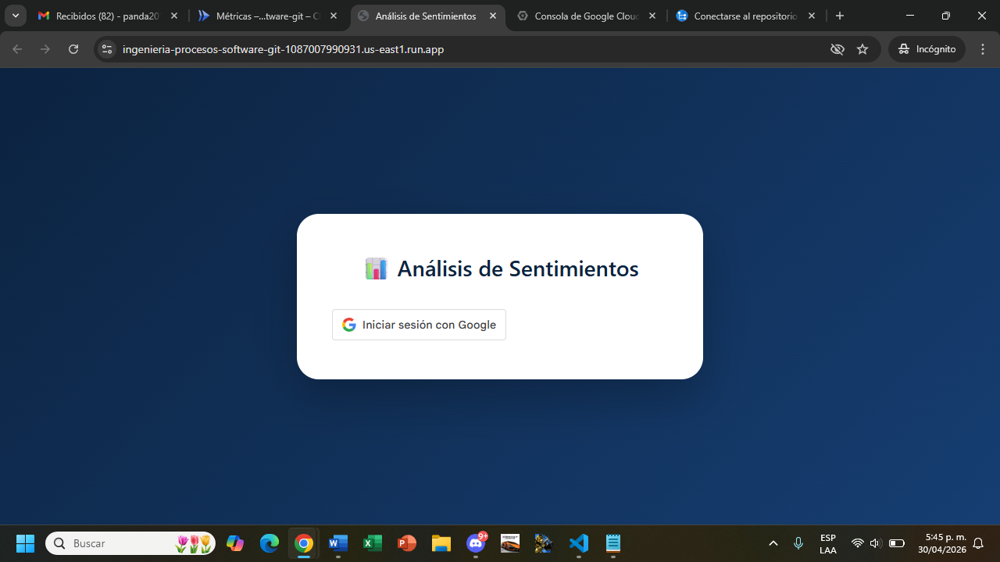 Recibidos (82) - panda20
Métricas –...tware-git – Cl
Análisis de Sentimientos
Consola de Google Cloud
Conectarse al repositorio
ingenieria-procesos-software-git-1087007990931.us-east1.run.app
Incógnito
Análisis de Sentimientos
Iniciar sesión con Google
Buscar
9+
ESP
LAA
5:45 p. m.
30/04/2026